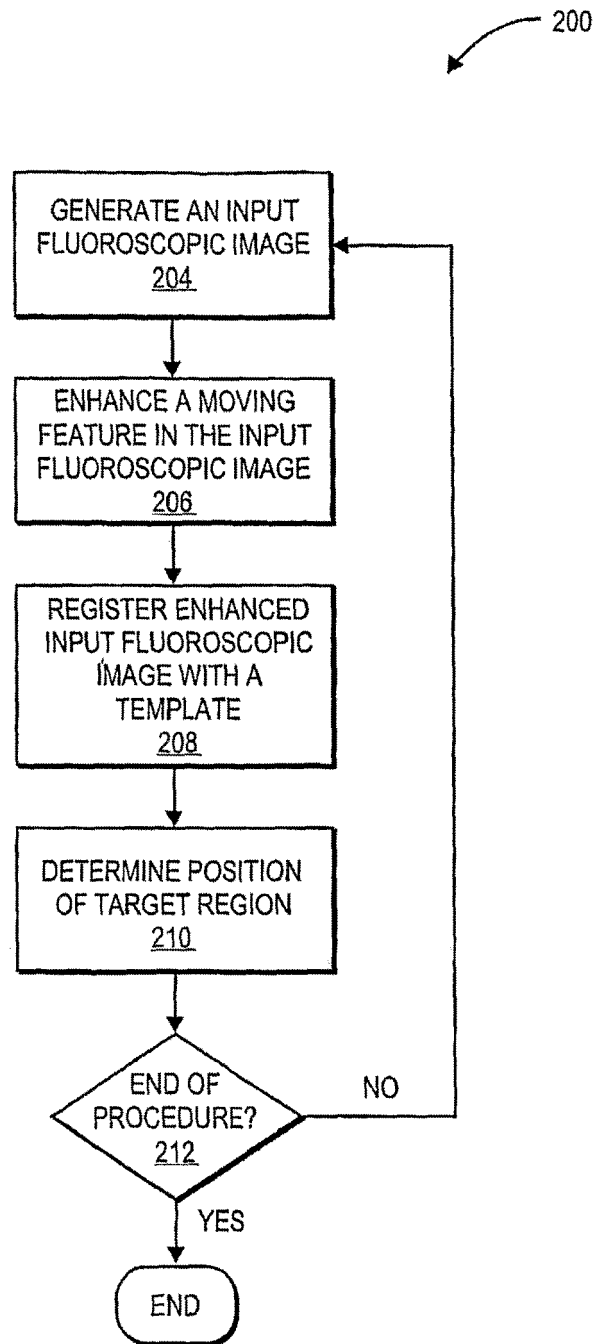 200
GENERATE AN INPUT
FLUOROSCOPIC IMAGE
204
ENHANCE A MOVING
FEATURE IN THE INPUT
FLUOROSCOPIC IMAGE
206
REGISTER ENHANCED
INPUT FLUOROSCOPIC
IMAGE WITH A
TEMPLATE
208
DETERMINE POSITION
OF TARGET REGION
210
END OF
PROCEDURE?
212
NO
YES
END